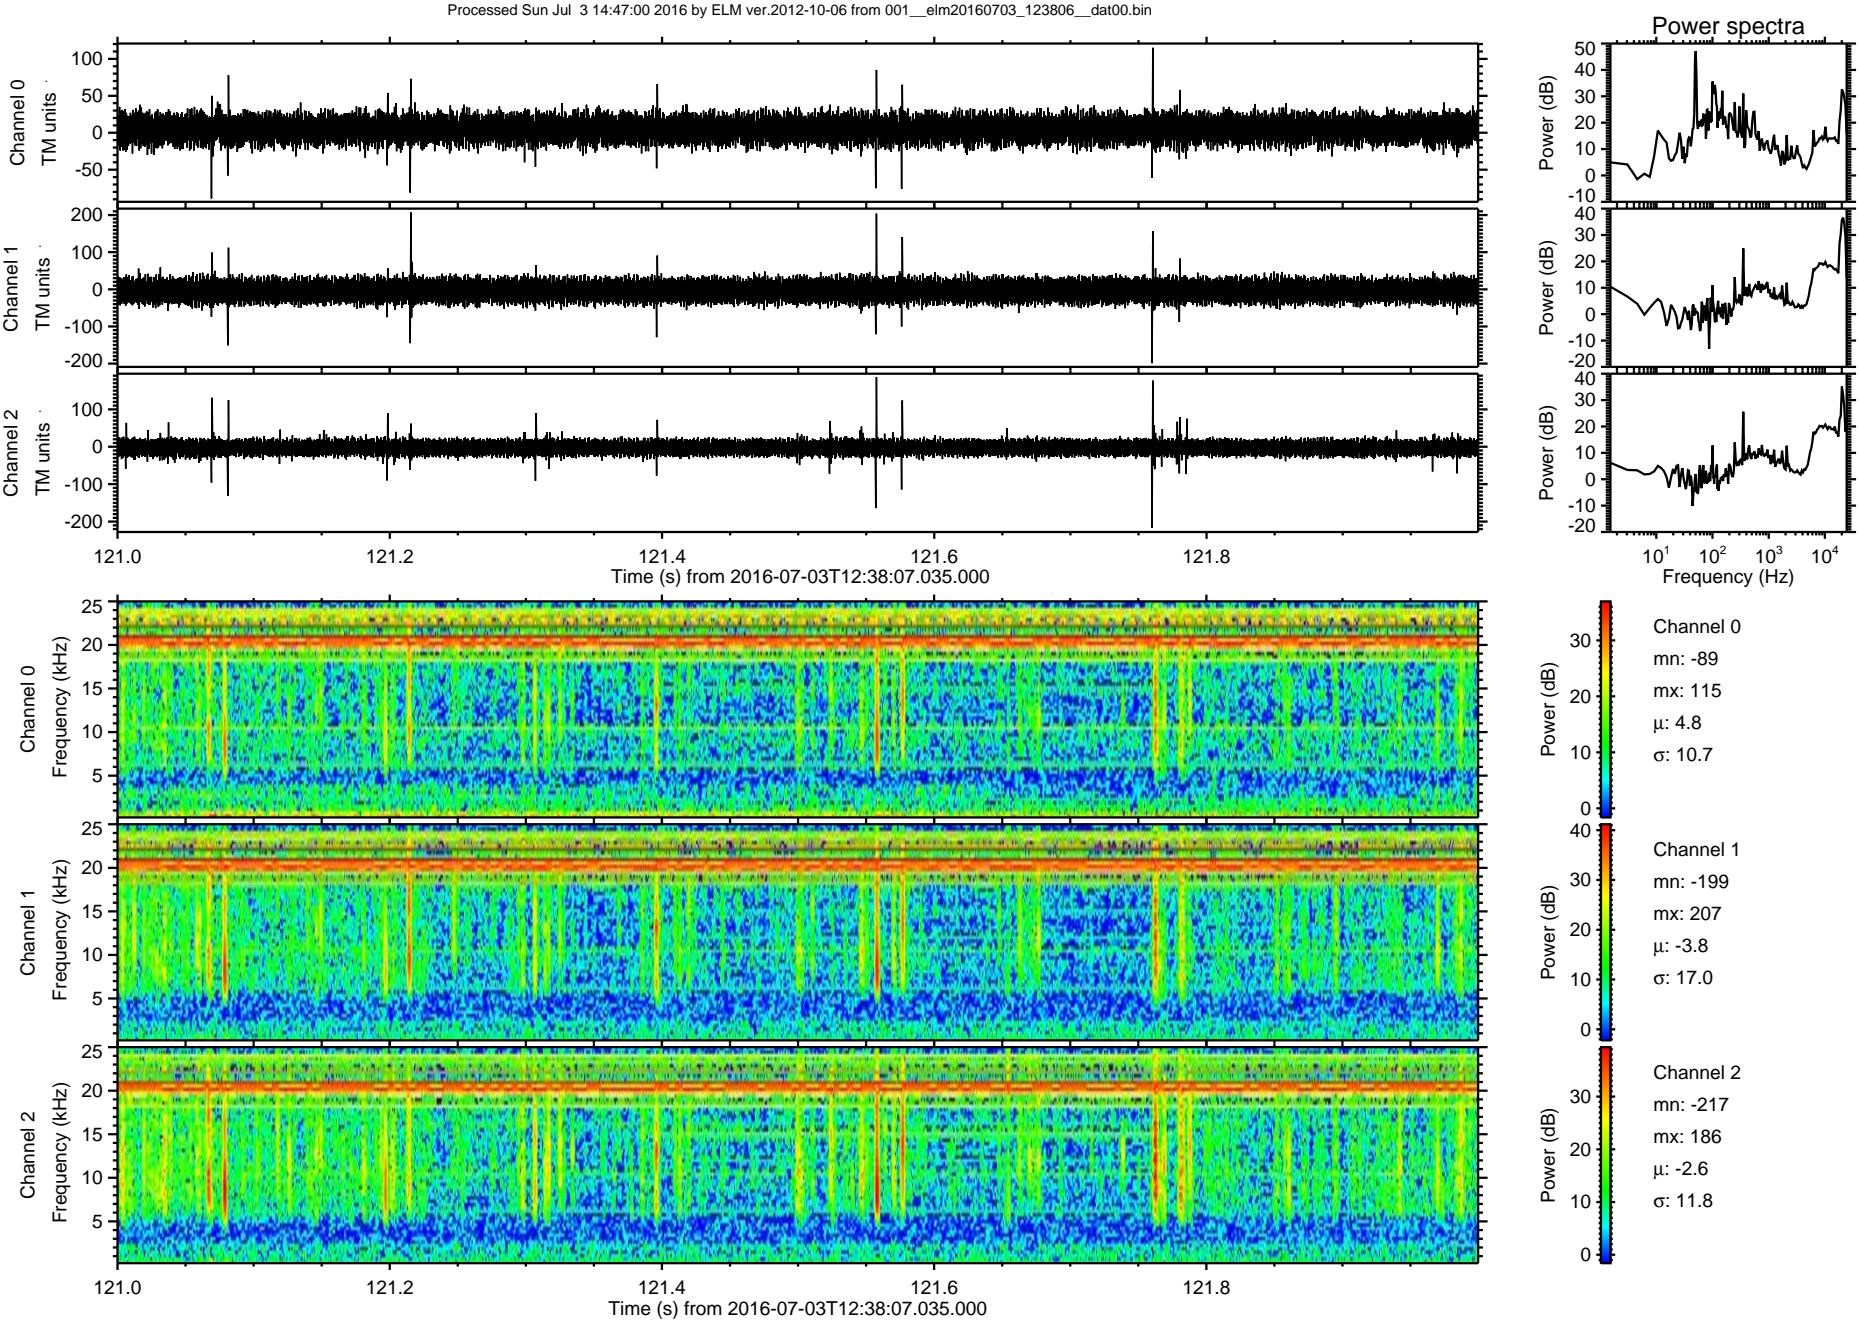 Processed Sun Jul  3 14:47:00 2016 by ELM ver.2012-10-06 from 001__elm20160703_123806__dat00.bin
Power spectra
Channel 0
TM units
100
50
0
-50
Power (dB)
50
40
30
20
10
0
-10
Channel 1
TM units
200
100
0
-100
-200
Power (dB)
40
30
20
10
0
-10
-20
Channel 2
TM units
100
0
-100
-200
Power (dB)
40
30
20
10
0
-10
-20
121.0 121.2 121.4 121.6 121.8
Time (s) from 2016-07-03T12:38:07.035.000
10^1 10^2 10^3 10^4
Frequency (Hz)
Channel 0
Frequency (kHz)
25
20
15
10
5
Power (dB)
30
20
10
0
Channel 0
mn: -89
mx: 115
μ: 4.8
σ: 10.7
Channel 1
Frequency (kHz)
25
20
15
10
5
Power (dB)
40
30
20
10
0
Channel 1
mn: -199
mx: 207
μ: -3.8
σ: 17.0
Channel 2
Frequency (kHz)
25
20
15
10
5
Power (dB)
30
20
10
0
Channel 2
mn: -217
mx: 186
μ: -2.6
σ: 11.8
121.0 121.2 121.4 121.6 121.8
Time (s) from 2016-07-03T12:38:07.035.000